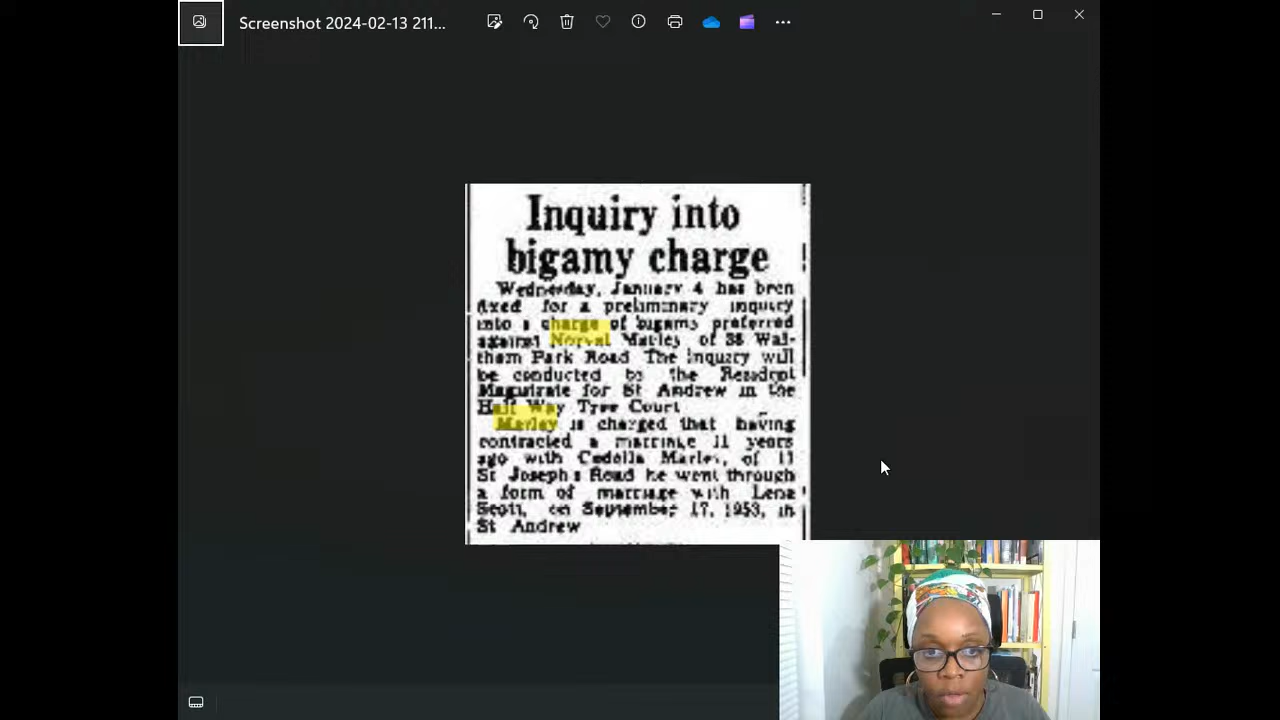 Screenshot 2024-02-13 211...
Inquiry into
bigamy charge
Wednesday, January 4 has been
fixed for a preliminary inquiry
into a charge of bigamy preferred
against Norval Marley of 38 Wal-
tham Park Road The inquiry will
be conducted by the Resident
Magistrate for St Andrew in the
Half Way Tree Court
Marley is charged that having
contracted a marriage 11 years
ago with Cedella Marley, of 11
St Joseph's Road he went through
a form of marriage with Lena
Scott, on September 17, 1953, in
St Andrew